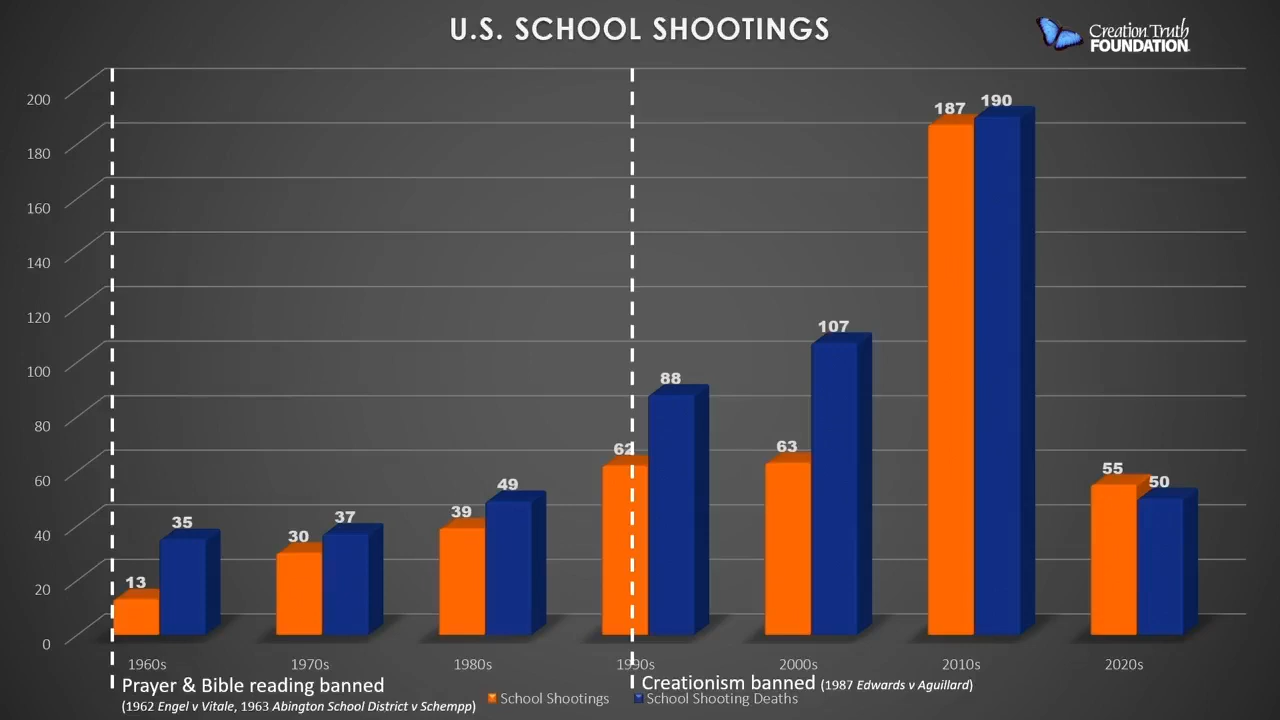 U.S. SCHOOL SHOOTINGS
Creation Truth
FOUNDATION
200
180
160
140
120
100
80
60
40
20
0
13
35
30
37
39
49
62
88
63
107
187
190
55
50
1960s
1970s
1980s
1990s
2000s
2010s
2020s
Prayer & Bible reading banned
(1962 Engel v Vitale, 1963 Abington School District v Schempp)
School Shootings
School Shooting Deaths
Creationism banned (1987 Edwards v Aguillard)